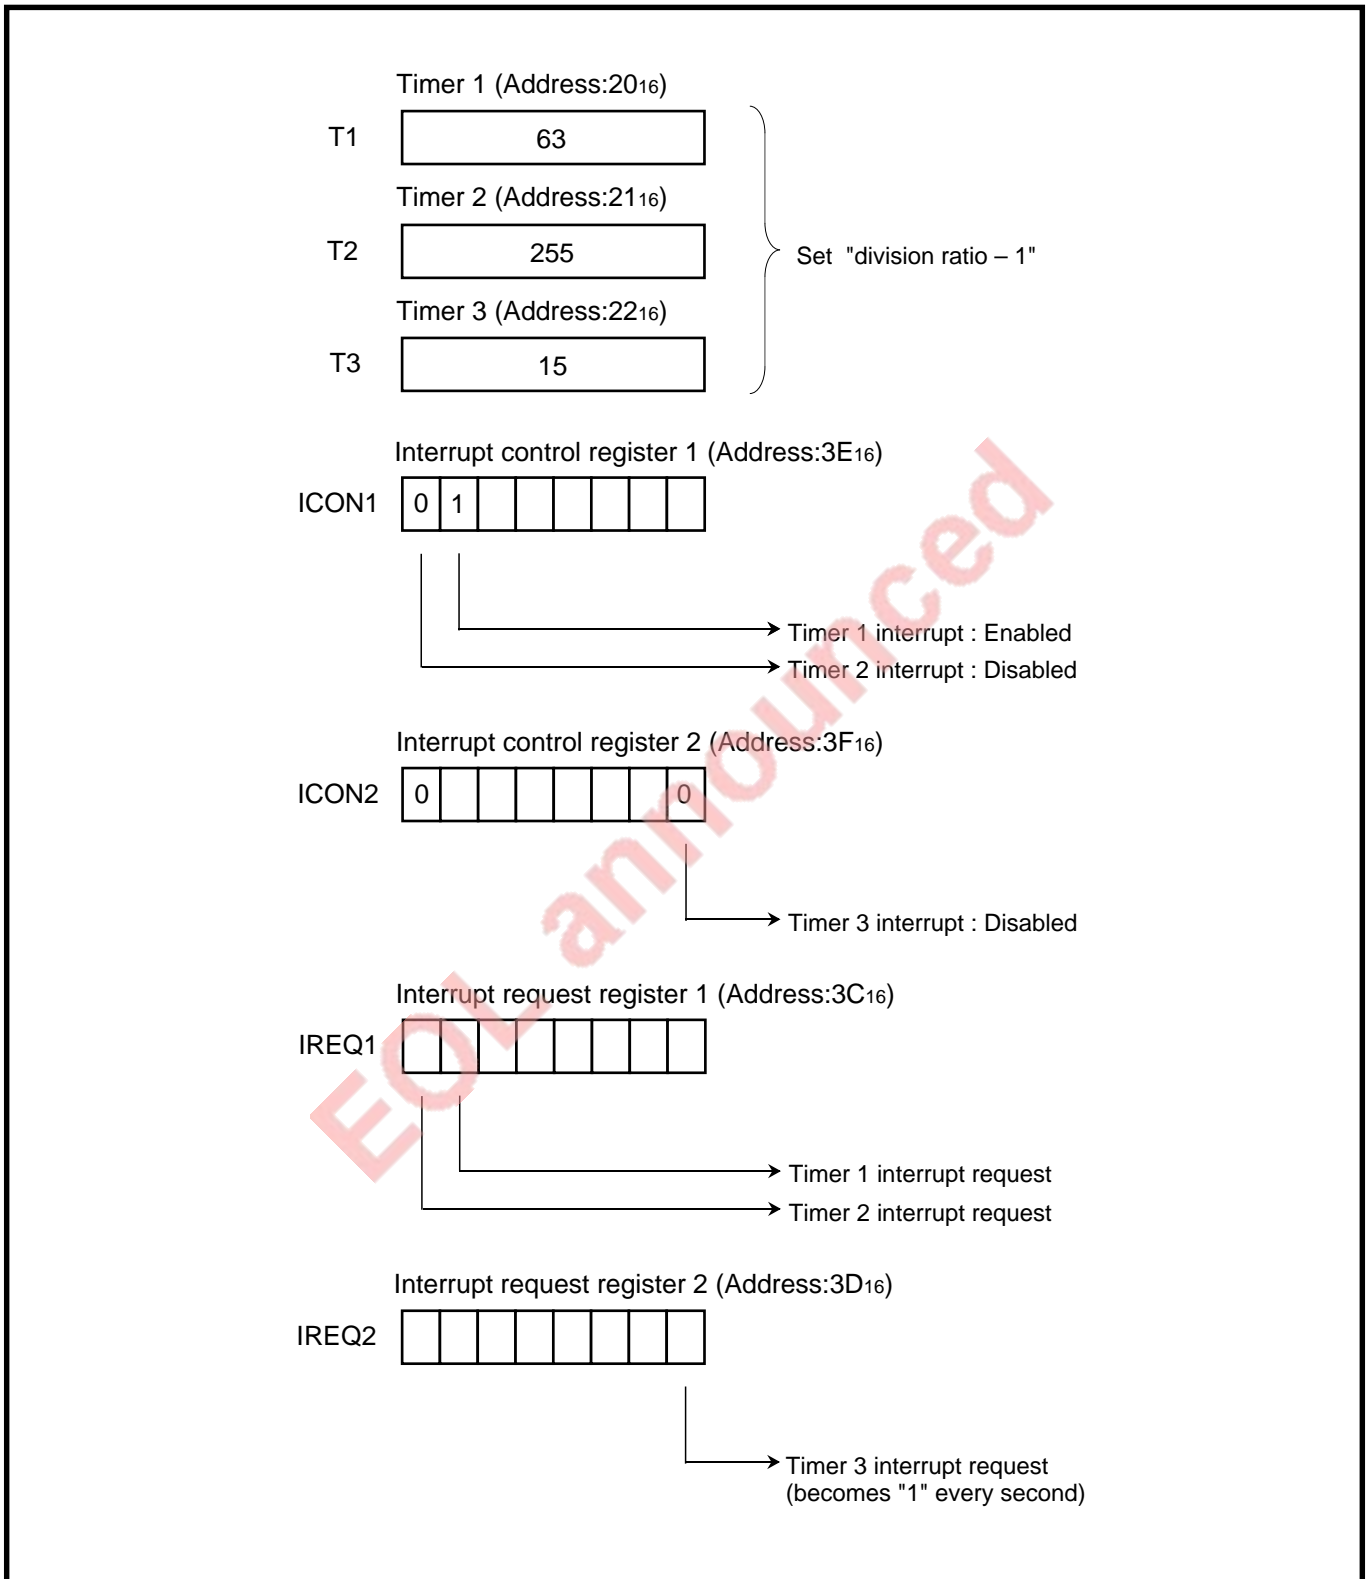 Timer 1 (Address:2016)
T1 63
Timer 2 (Address:2116)
T2 255
Set "division ratio – 1"
Timer 3 (Address:2216)
T3 15
Interrupt control register 1 (Address:3E16)
ICON1 0 1
Timer 1 interrupt : Enabled
Timer 2 interrupt : Disabled
Interrupt control register 2 (Address:3F16)
ICON2 0 0
Timer 3 interrupt : Disabled
Interrupt request register 1 (Address:3C16)
IREQ1
Timer 1 interrupt request
Timer 2 interrupt request
Interrupt request register 2 (Address:3D16)
IREQ2
Timer 3 interrupt request
(becomes "1" every second)
EOL announced